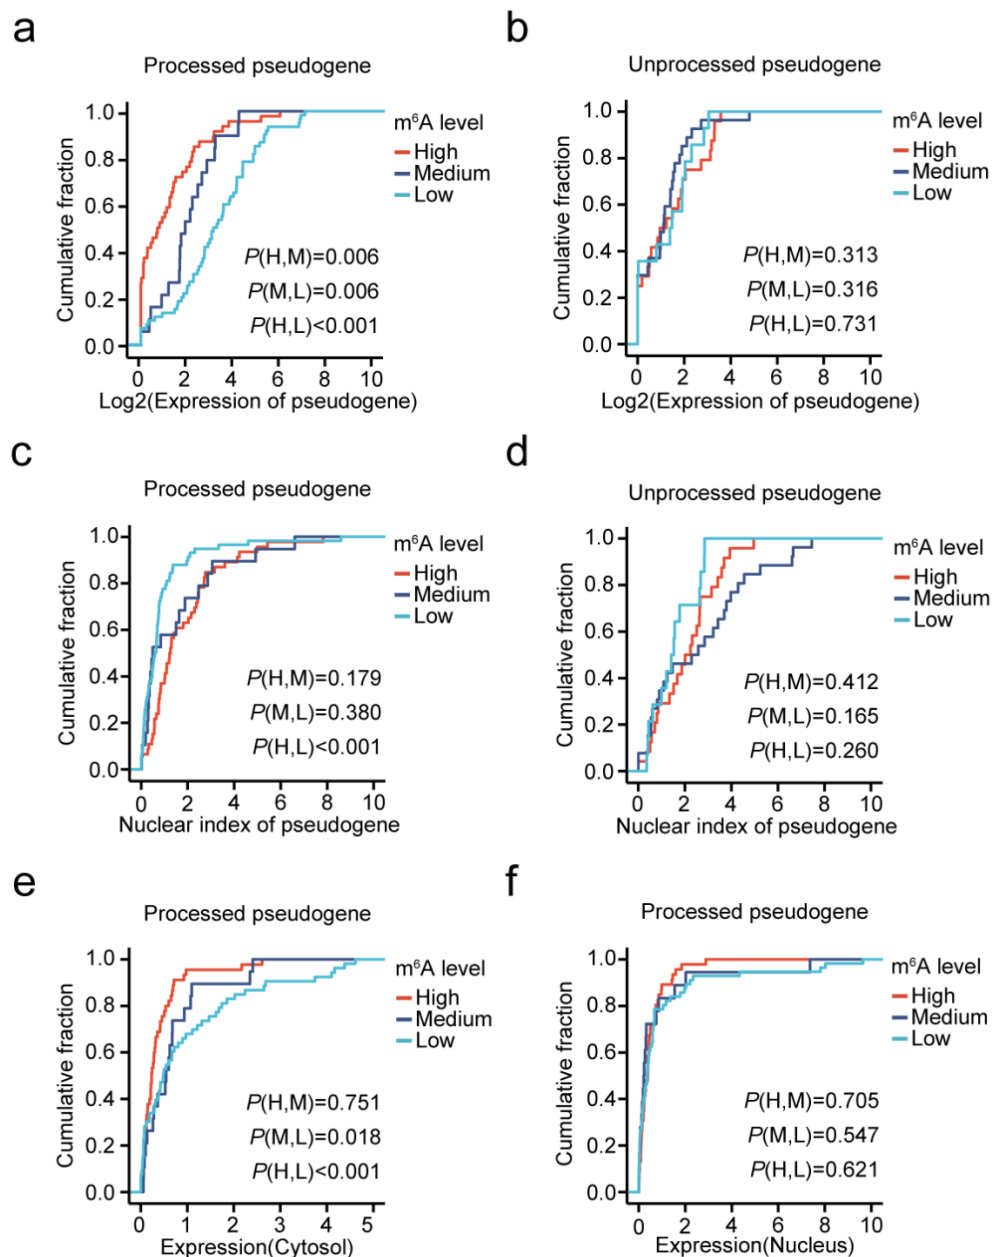 a
Processed pseudogene
Cumulative fraction
1.0
0.8
0.6
0.4
0.2
0.0
m⁶A level
High
Medium
Low
P(H,M)=0.006
P(M,L)=0.006
P(H,L)<0.001
0 2 4 6 8 10
Log2(Expression of pseudogene)
b
Unprocessed pseudogene
Cumulative fraction
1.0
0.8
0.6
0.4
0.2
0.0
m⁶A level
High
Medium
Low
P(H,M)=0.313
P(M,L)=0.316
P(H,L)=0.731
0 2 4 6 8 10
Log2(Expression of pseudogene)
c
Processed pseudogene
Cumulative fraction
1.0
0.8
0.6
0.4
0.2
0.0
m⁶A level
High
Medium
Low
P(H,M)=0.179
P(M,L)=0.380
P(H,L)<0.001
0 2 4 6 8 10
Nuclear index of pseudogene
d
Unprocessed pseudogene
Cumulative fraction
1.0
0.8
0.6
0.4
0.2
0.0
m⁶A level
High
Medium
Low
P(H,M)=0.412
P(M,L)=0.165
P(H,L)=0.260
0 2 4 6 8 10
Nuclear index of pseudogene
e
Processed pseudogene
Cumulative fraction
1.0
0.8
0.6
0.4
0.2
0.0
m⁶A level
High
Medium
Low
P(H,M)=0.751
P(M,L)=0.018
P(H,L)<0.001
0 1 2 3 4 5
Expression(Cytosol)
f
Processed pseudogene
Cumulative fraction
1.0
0.8
0.6
0.4
0.2
0.0
m⁶A level
High
Medium
Low
P(H,M)=0.705
P(M,L)=0.547
P(H,L)=0.621
0 2 4 6 8 10
Expression(Nucleus)